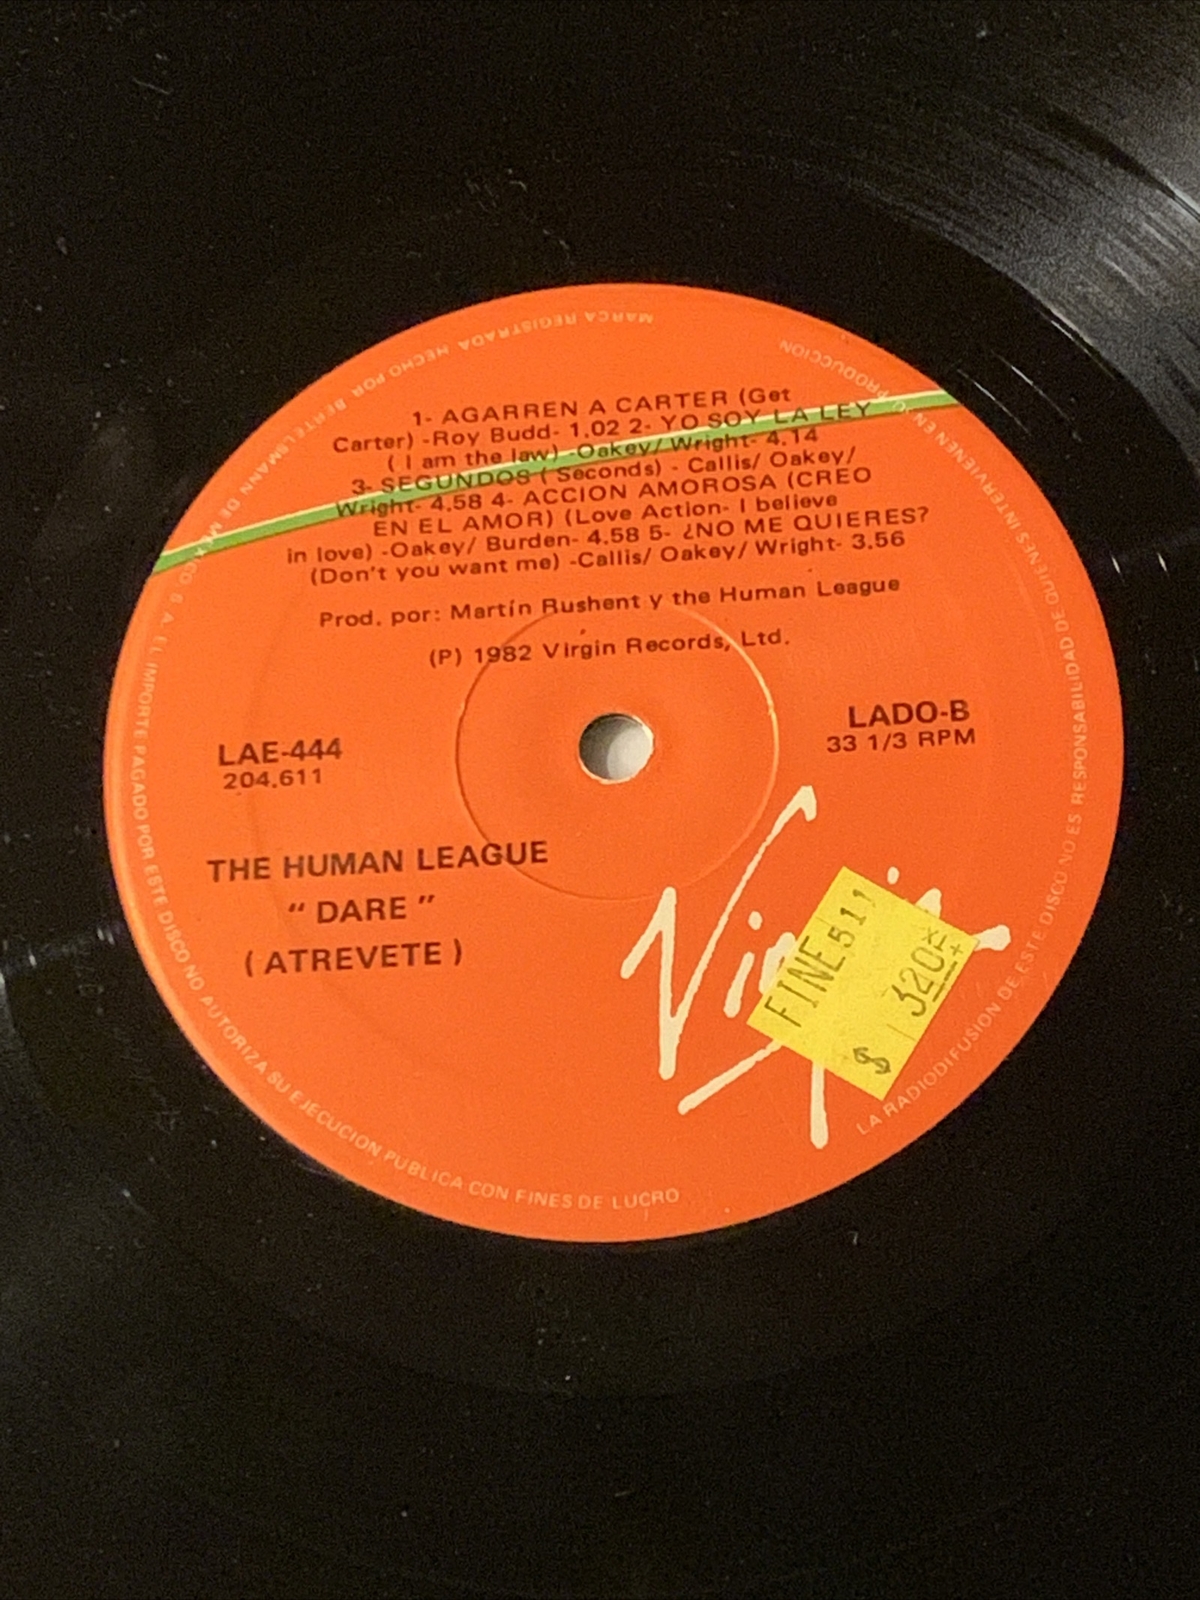 1- AGARREN A CARTER (Get
Carter) -Roy Budd- 1.02 2- YO SOY LA LEY
( I am the law) -Oakey/ Wright- 4.14
3- SEGUNDOS ( Seconds) - Callis/ Oakey/
Wright- 4.58 4- ACCION AMOROSA (CREO
EN EL AMOR) (Love Action- I believe
in love) -Oakey/ Burden- 4.58 5- ¿NO ME QUIERES?
(Don't you want me) -Callis/ Oakey/ Wright- 3.56
Prod. por: Martín Rushent y the Human League
(P) 1982 Virgin Records, Ltd.
LAE-444
204.611
LADO-B
33 1/3 RPM
THE HUMAN LEAGUE
" DARE "
( ATREVETE )
Virgin
FINE 511
$ 320
MARCA REGISTRADA HECHO POR BERTELSMANN DE MEXICO S. A. EL IMPORTE PAGADO POR ESTE DISCO NO AUTORIZA SU EJECUCION PUBLICA CON FINES DE LUCRO
LA RADIODIFUSION DE ESTE DISCO NO ES RESPONSABILIDAD DE QUIENES INTERVIENEN EN SU PRODUCCION